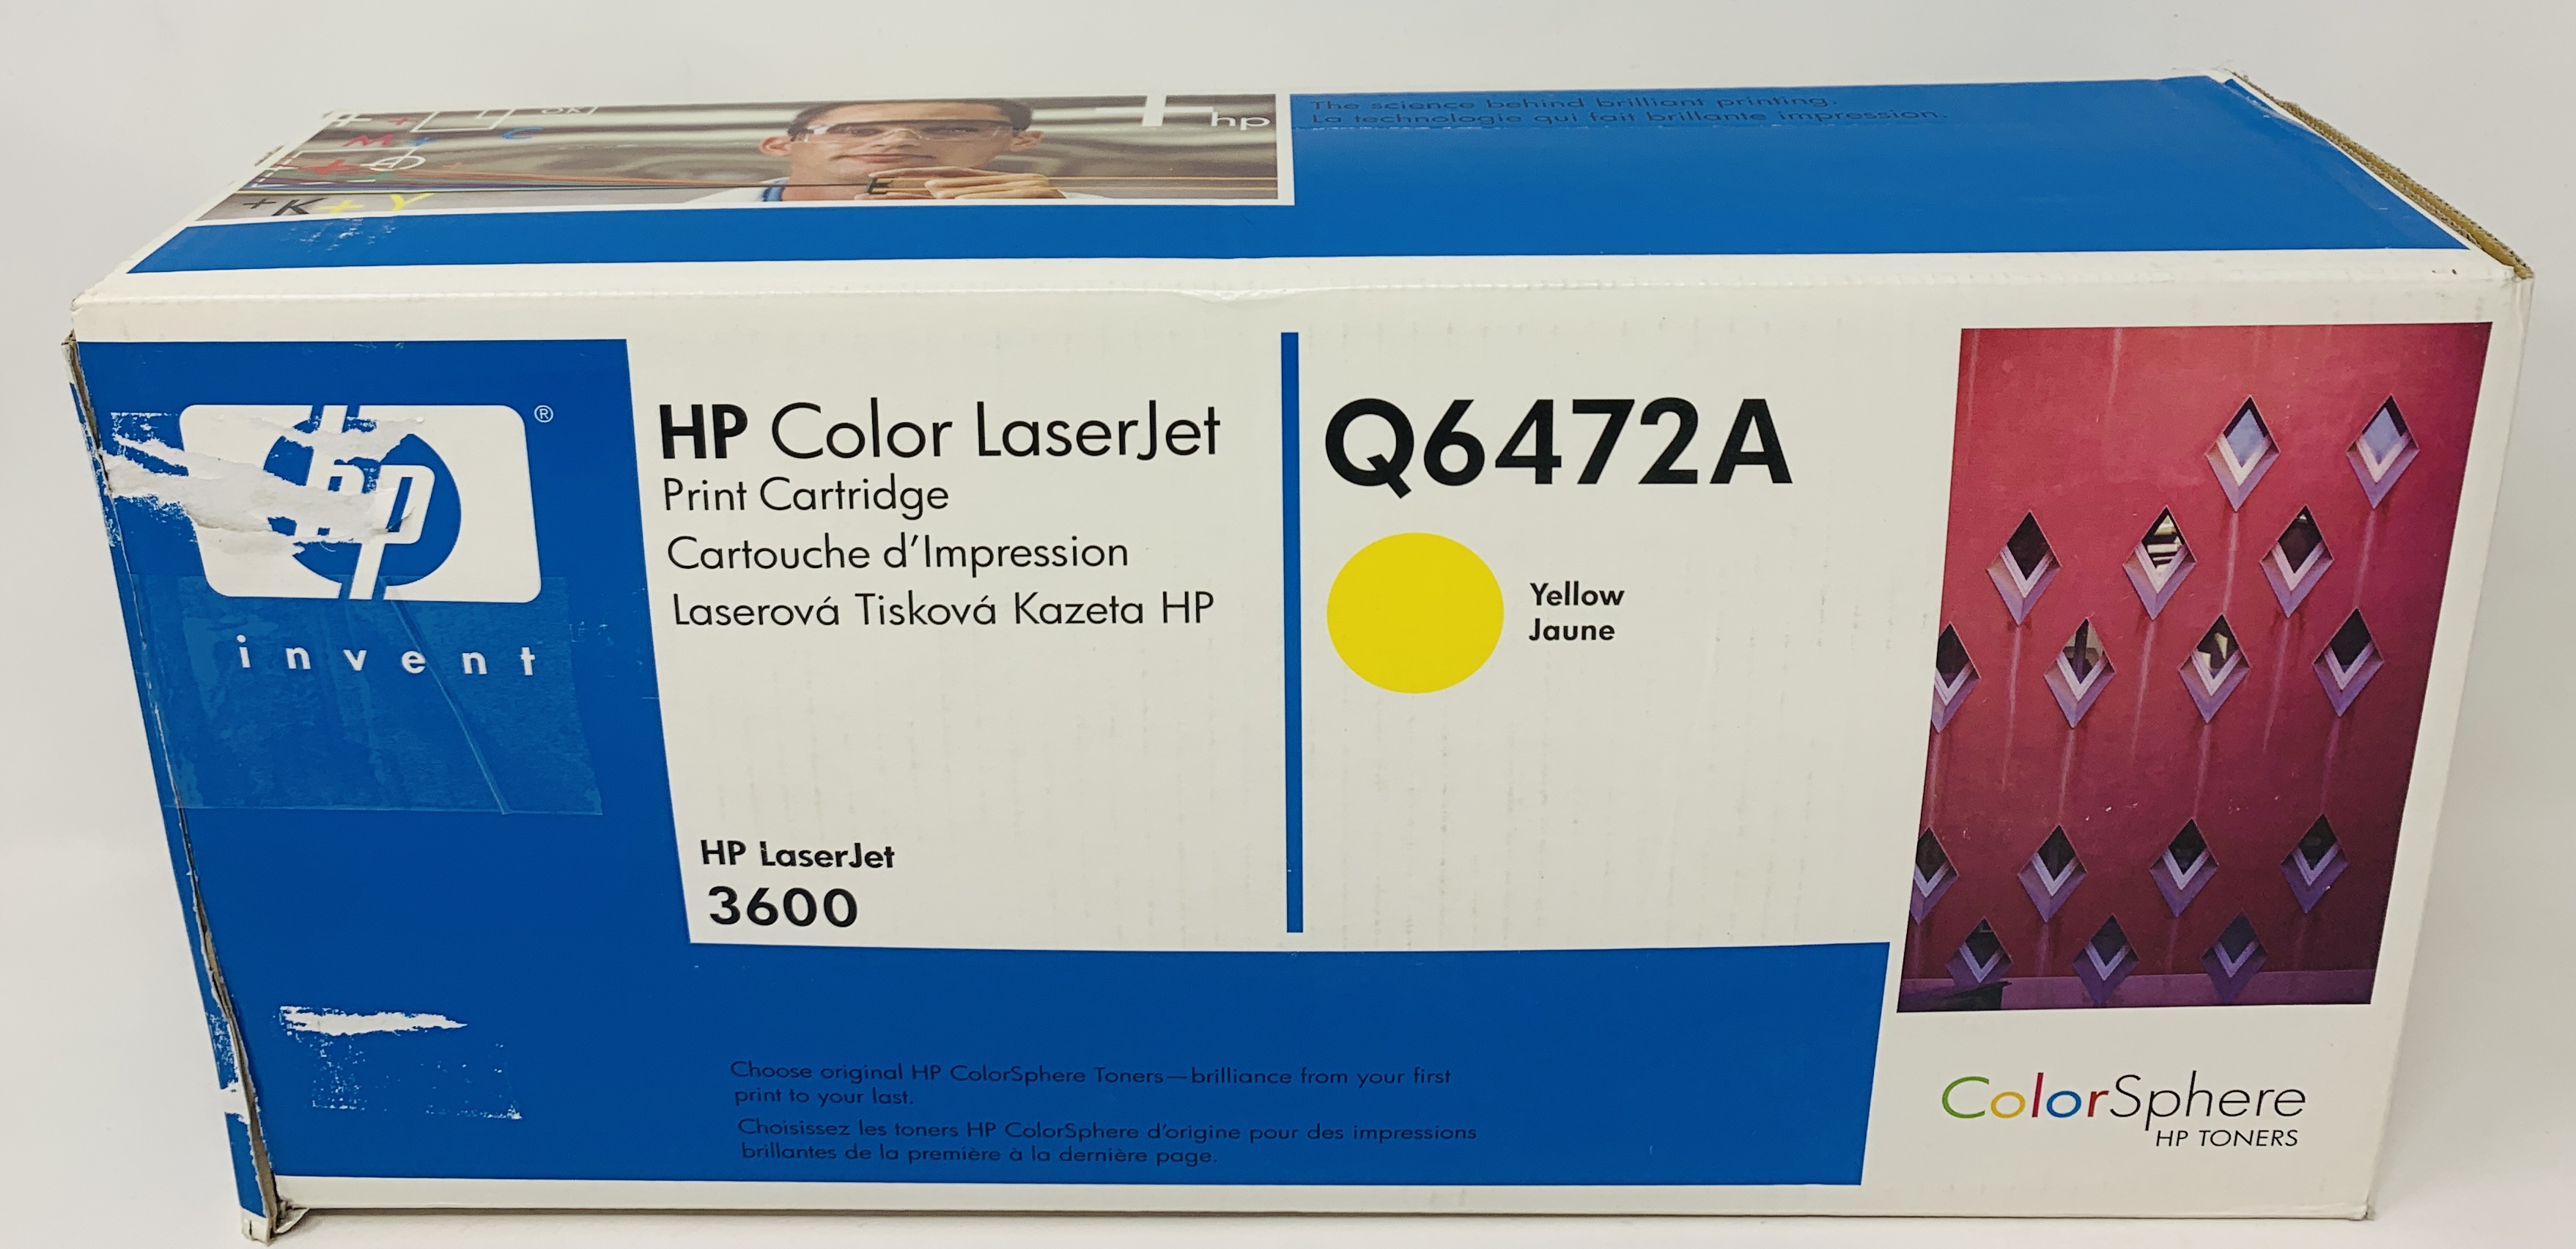 OK
M + C
+K+Y
hp
The science behind brilliant printing.
La technologie qui fait brillante impression.
hp ®
invent
HP Color LaserJet
Print Cartridge
Cartouche d'Impression
Laserová Tisková Kazeta HP
HP LaserJet
3600
Q6472A
Yellow
Jaune
Choose original HP ColorSphere Toners—brilliance from your first
print to your last.
Choisissez les toners HP ColorSphere d'origine pour des impressions
brillantes de la première à la dernière page.
ColorSphere
HP TONERS